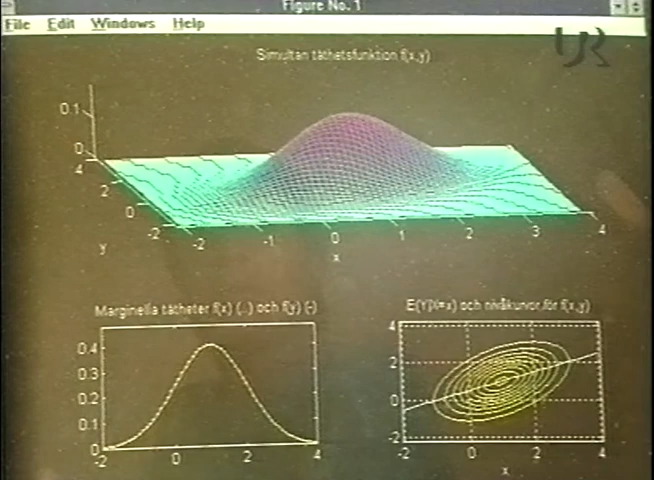 Figure No. 1
File Edit Windows Help
UR
Simultan täthetsfunktion f(x,y)
0.1
0
4
2
0
-2
y
-2 -1 0 1 2 3 4
x
Marginella tätheter f(x) (..) och f(y) (-)
0.4
0.3
0.2
0.1
0
-2 0 2 4
E(Y|X=x) och nivåkurvor för f(x,y)
4
2
0
-2
-2 0 2 4
x